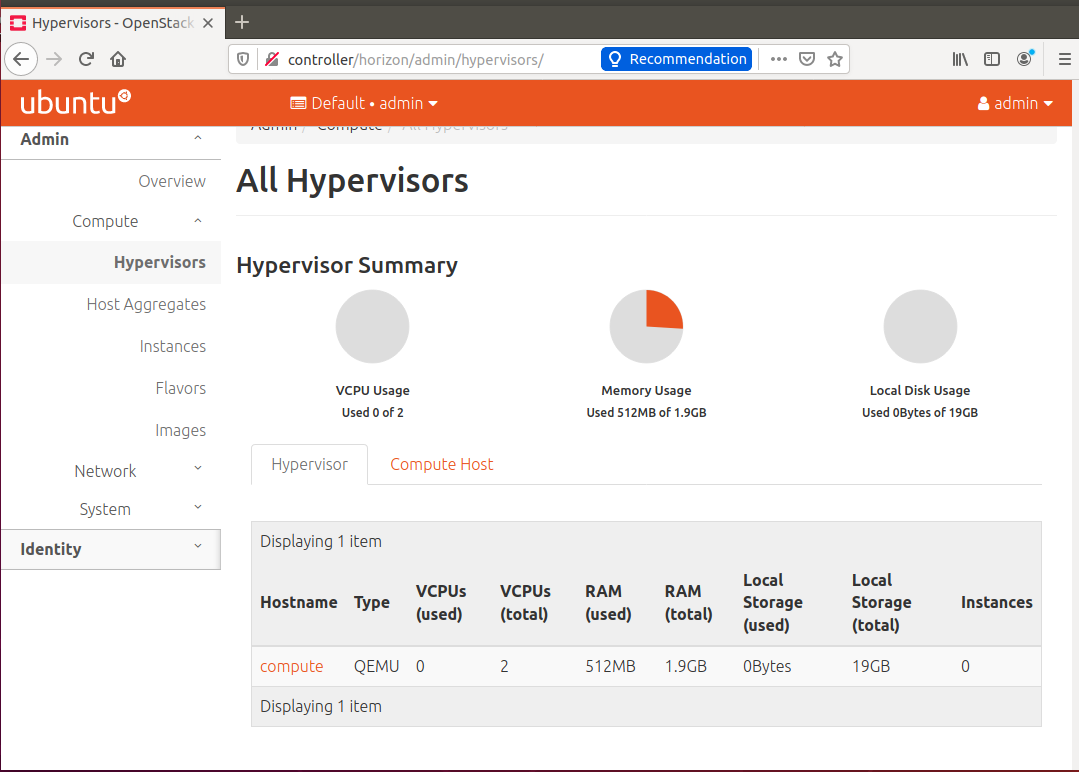 Hypervisors - OpenStack
controller/horizon/admin/hypervisors/
Recommendation
ubuntu
Default • admin
admin
Admin
Overview
Compute
Hypervisors
Host Aggregates
Instances
Flavors
Images
Network
System
Identity
Admin / Compute / All Hypervisors
All Hypervisors
Hypervisor Summary
VCPU Usage
Used 0 of 2
Memory Usage
Used 512MB of 1.9GB
Local Disk Usage
Used 0Bytes of 19GB
Hypervisor Compute Host
Displaying 1 item
Hostname Type VCPUs (used) VCPUs (total) RAM (used) RAM (total) Local Storage (used) Local Storage (total) Instances
compute QEMU 0 2 512MB 1.9GB 0Bytes 19GB 0
Displaying 1 item